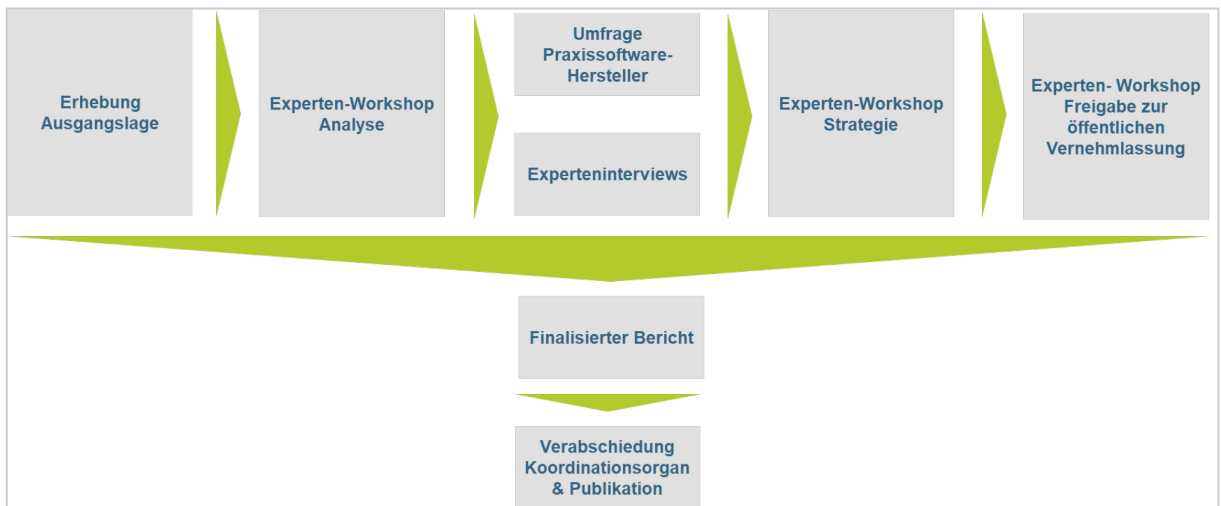 Erhebung
Ausgangslage
Experten-Workshop
Analyse
Umfrage
Praxissoftware-
Hersteller
Experteninterviews
Experten-Workshop
Strategie
Experten- Workshop
Freigabe zur
öffentlichen
Vernehmlassung
Finalisierter Bericht
Verabschiedung
Koordinationsorgan
& Publikation